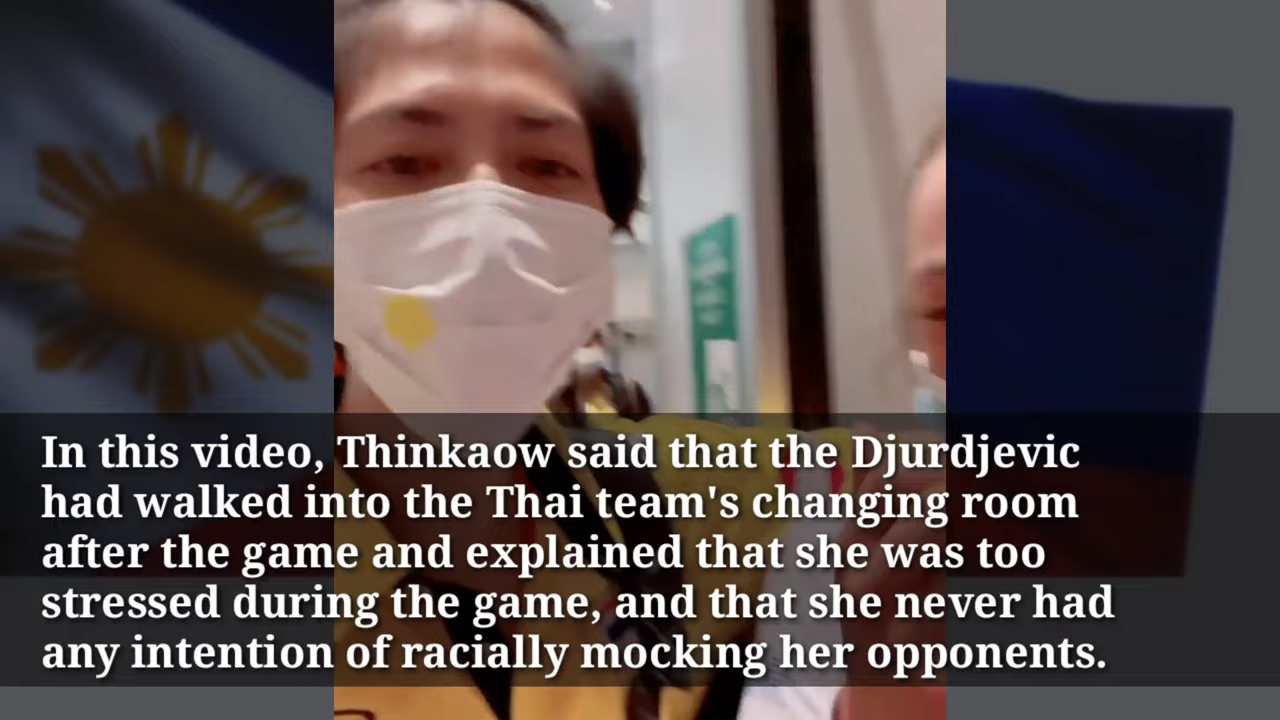 In this video, Thinkaow said that the Djurdjevic
had walked into the Thai team's changing room
after the game and explained that she was too
stressed during the game, and that she never had
any intention of racially mocking her opponents.